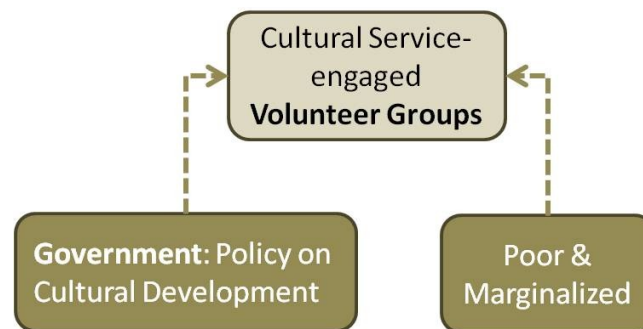 Cultural Service-
engaged
Volunteer Groups
Government: Policy on
Cultural Development
Poor &
Marginalized